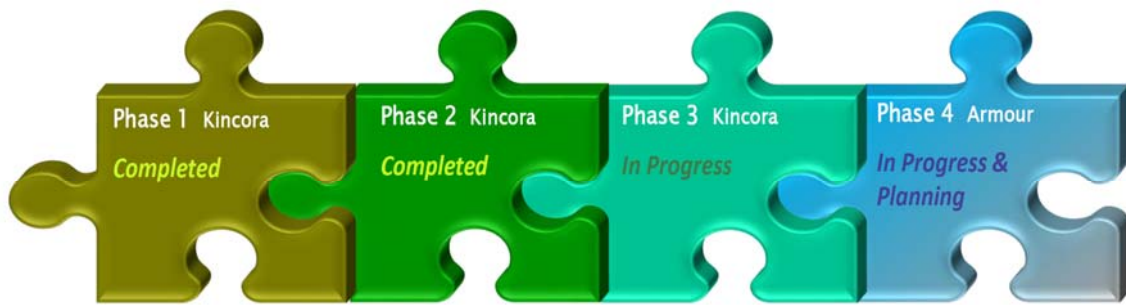 Phase 1 Kincora
Completed
Phase 2 Kincora
Completed
Phase 3 Kincora
In Progress
Phase 4 Armour
In Progress &
Planning